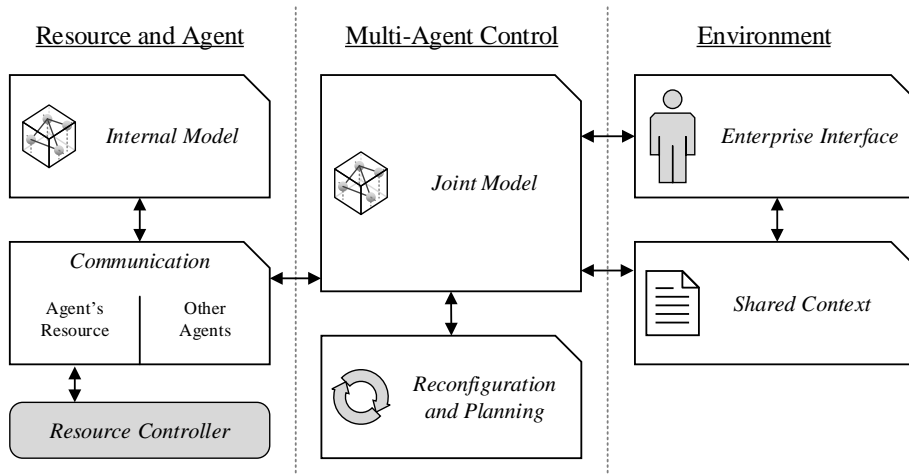 Resource and Agent
Multi-Agent Control
Environment
Internal Model
Communication
Agent's
Resource
Other
Agents
Resource Controller
Joint Model
Reconfiguration
and Planning
Enterprise Interface
Shared Context